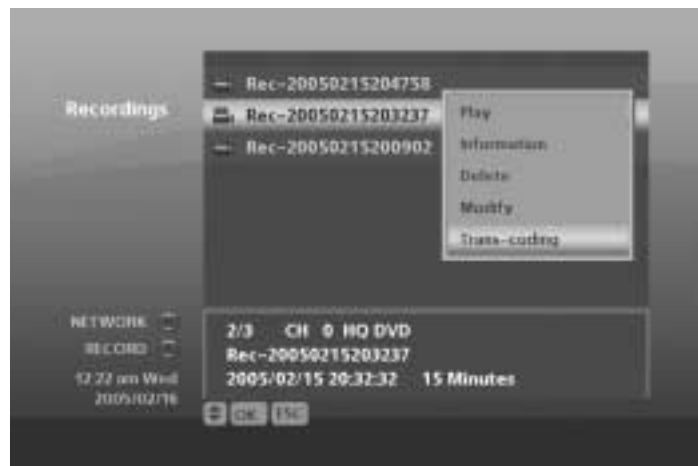 Recordings
Rec-20050215204758
Rec-20050215203237
Rec-20050215200902
Play
Information
Delete
Modify
Trans-coding
NETWORK
RECORD
12:22 am Wed
2005/02/16
2/3 CH 0 HQ DVD
Rec-20050215203237
2005/02/15 20:32:32 15 Minutes
OK ESC